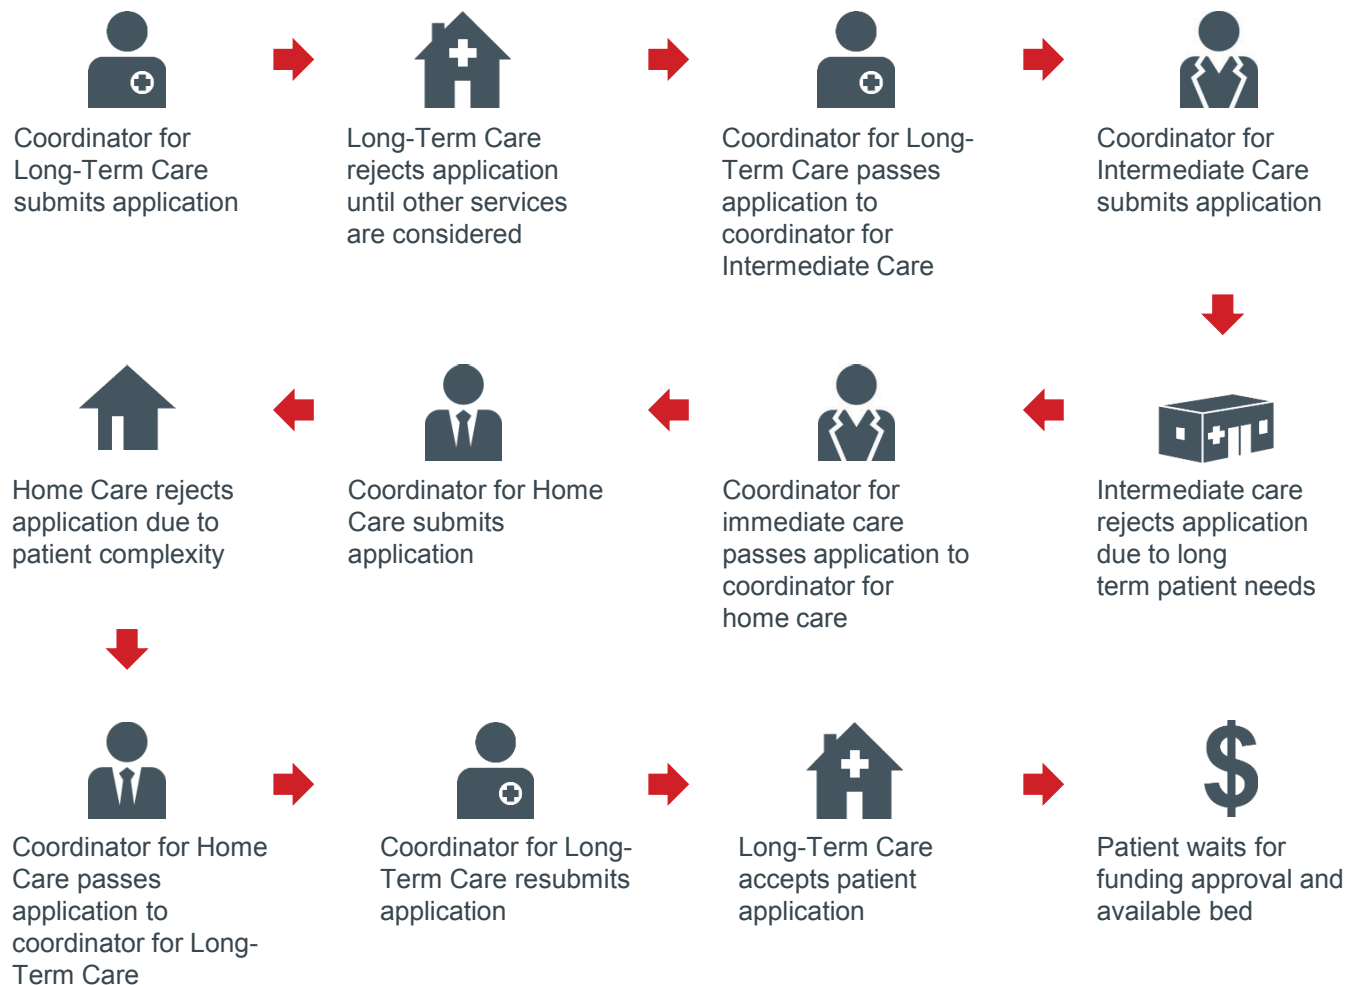 Coordinator for
Long-Term Care
submits application
Long-Term Care
rejects application
until other services
are considered
Coordinator for Long-
Term Care passes
application to
coordinator for
Intermediate Care
Coordinator for
Intermediate Care
submits application
Home Care rejects
application due to
patient complexity
Coordinator for Home
Care submits
application
Coordinator for
immediate care
passes application to
coordinator for
home care
Intermediate care
rejects application
due to long
term patient needs
Coordinator for Home
Care passes
application to
coordinator for Long-
Term Care
Coordinator for Long-
Term Care resubmits
application
Long-Term Care
accepts patient
application
$
Patient waits for
funding approval and
available bed